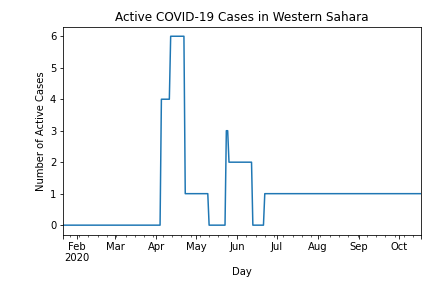 Active COVID-19 Cases in Western Sahara
6
5
4
3
2
1
0
Number of Active Cases
Feb Mar Apr May Jun Jul Aug Sep Oct
2020
Day